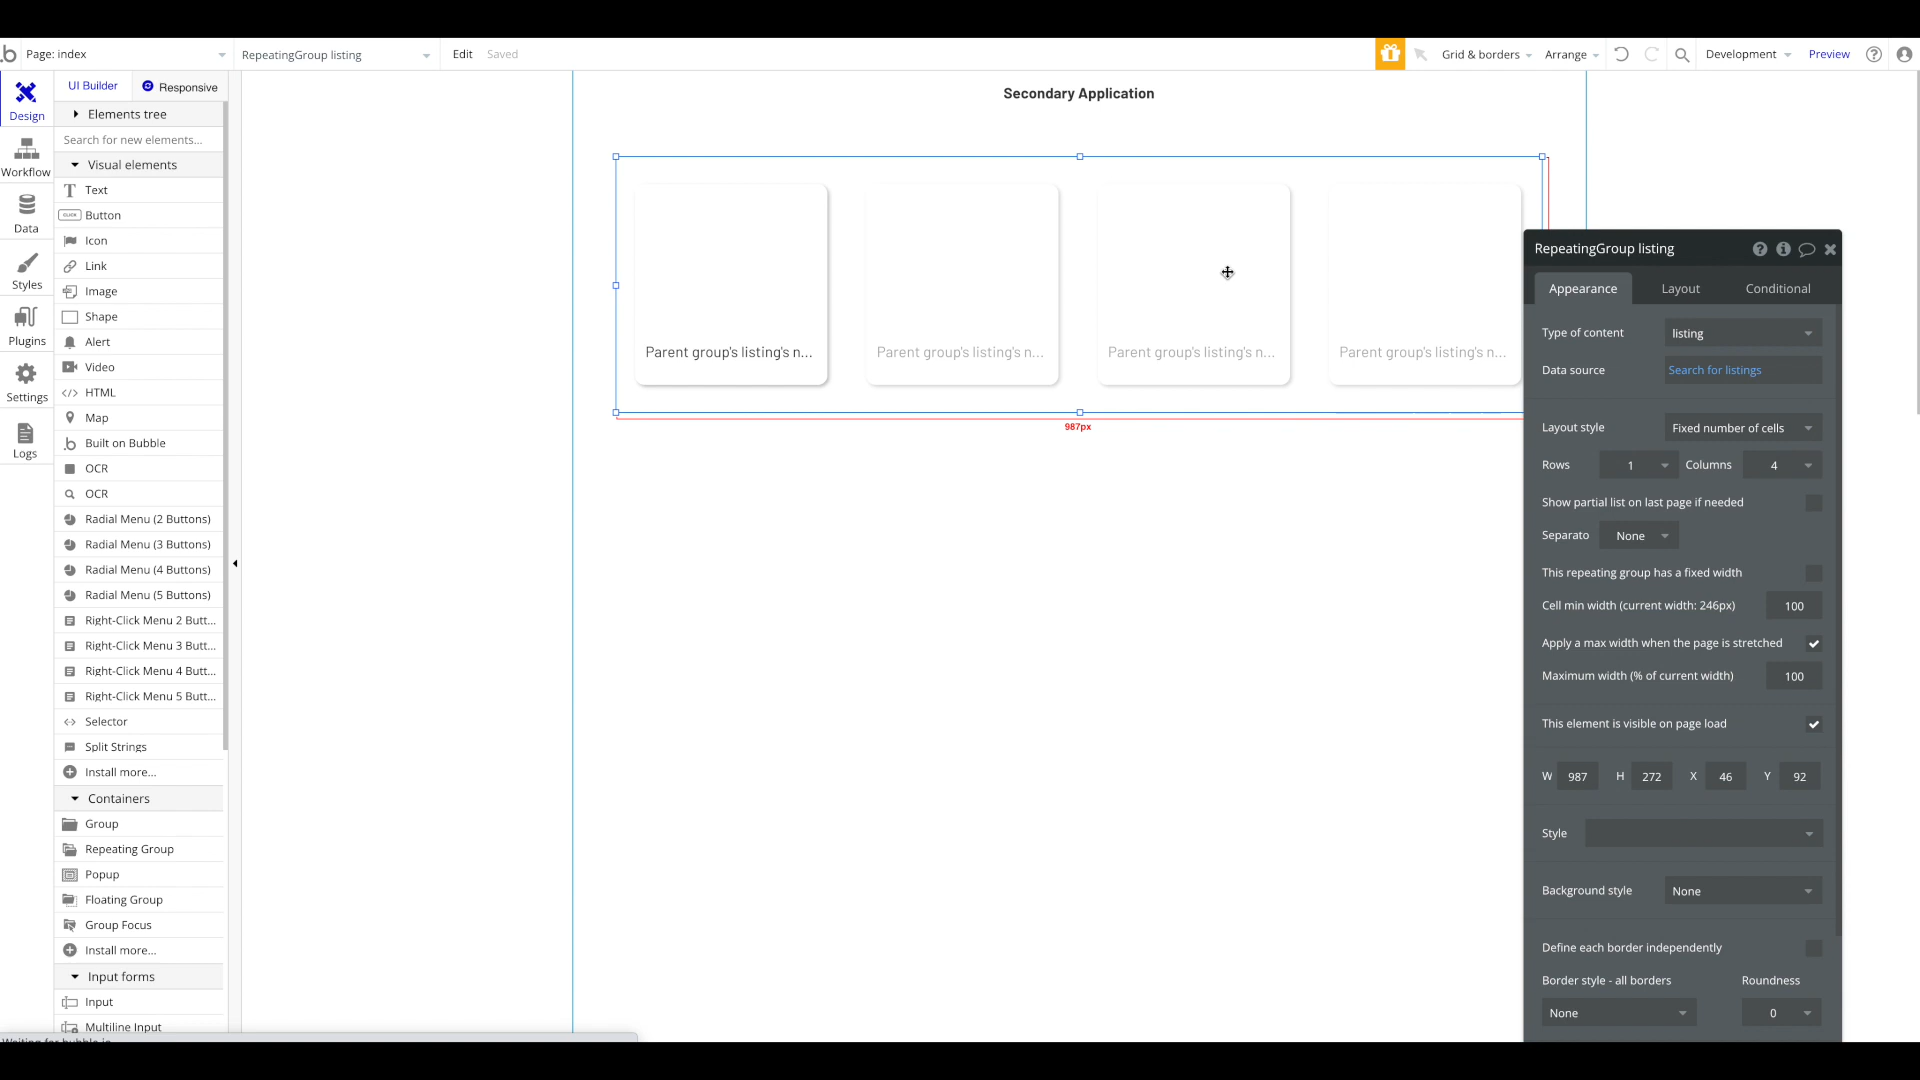 b Page: index
RepeatingGroup listing
Edit
Saved
Grid & borders
Arrange
Development
Preview
Design
Workflow
Data
Styles
Plugins
Settings
Logs
UI Builder
Responsive
Elements tree
Search for new elements...
Visual elements
Text
CLICK Button
Icon
Link
Image
Shape
Alert
Video
</> HTML
Map
b Built on Bubble
OCR
OCR
Radial Menu (2 Buttons)
Radial Menu (3 Buttons)
Radial Menu (4 Buttons)
Radial Menu (5 Buttons)
Right-Click Menu 2 Butt...
Right-Click Menu 3 Butt...
Right-Click Menu 4 Butt...
Right-Click Menu 5 Butt...
Selector
Split Strings
Install more...
Containers
Group
Repeating Group
Popup
Floating Group
Group Focus
Install more...
Input forms
Input
Multiline Input
Secondary Application
Parent group's listing's n...
Parent group's listing's n...
Parent group's listing's n...
Parent group's listing's n...
987px
RepeatingGroup listing
Appearance
Layout
Conditional
Type of content listing
Data source Search for listings
Layout style Fixed number of cells
Rows 1 Columns 4
Show partial list on last page if needed
Separato None
This repeating group has a fixed width
Cell min width (current width: 246px) 100
Apply a max width when the page is stretched
Maximum width (% of current width) 100
This element is visible on page load
W 987 H 272 X 46 Y 92
Style
Background style None
Define each border independently
Border style - all borders Roundness
None 0